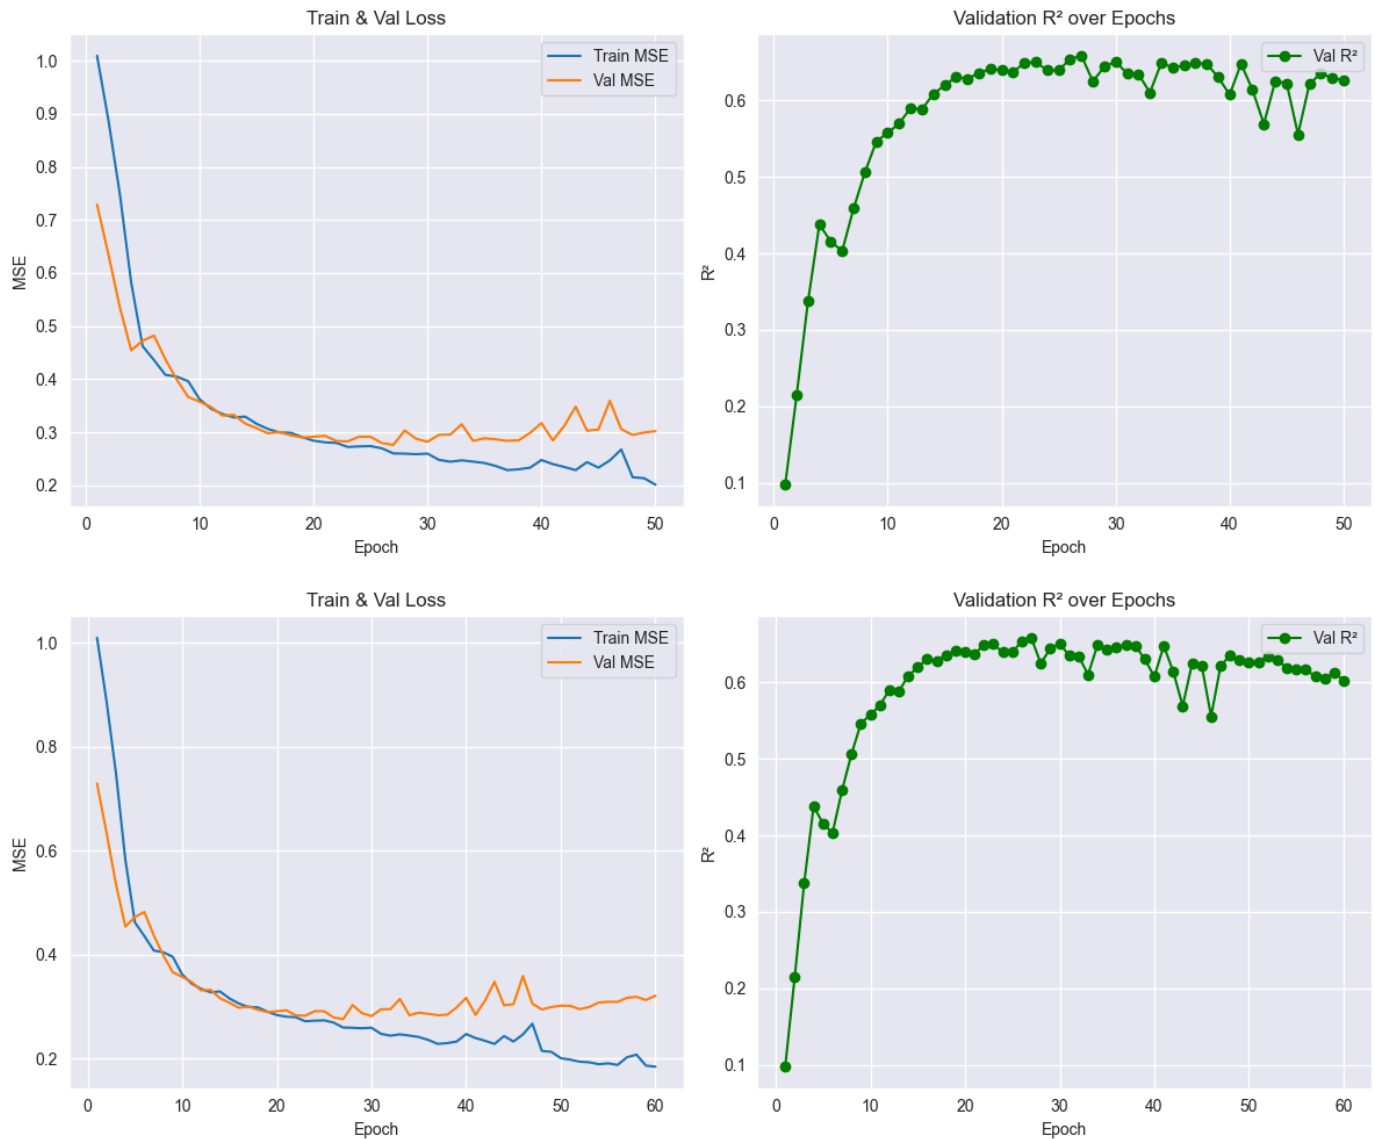 Train & Val Loss
Train MSE
Val MSE
MSE
1.0
0.9
0.8
0.7
0.6
0.5
0.4
0.3
0.2
0 10 20 30 40 50
Epoch
Validation R² over Epochs
Val R²
R²
0.6
0.5
0.4
0.3
0.2
0.1
0 10 20 30 40 50
Epoch
Train & Val Loss
Train MSE
Val MSE
MSE
1.0
0.8
0.6
0.4
0.2
0 10 20 30 40 50 60
Epoch
Validation R² over Epochs
Val R²
R²
0.6
0.5
0.4
0.3
0.2
0.1
0 10 20 30 40 50 60
Epoch